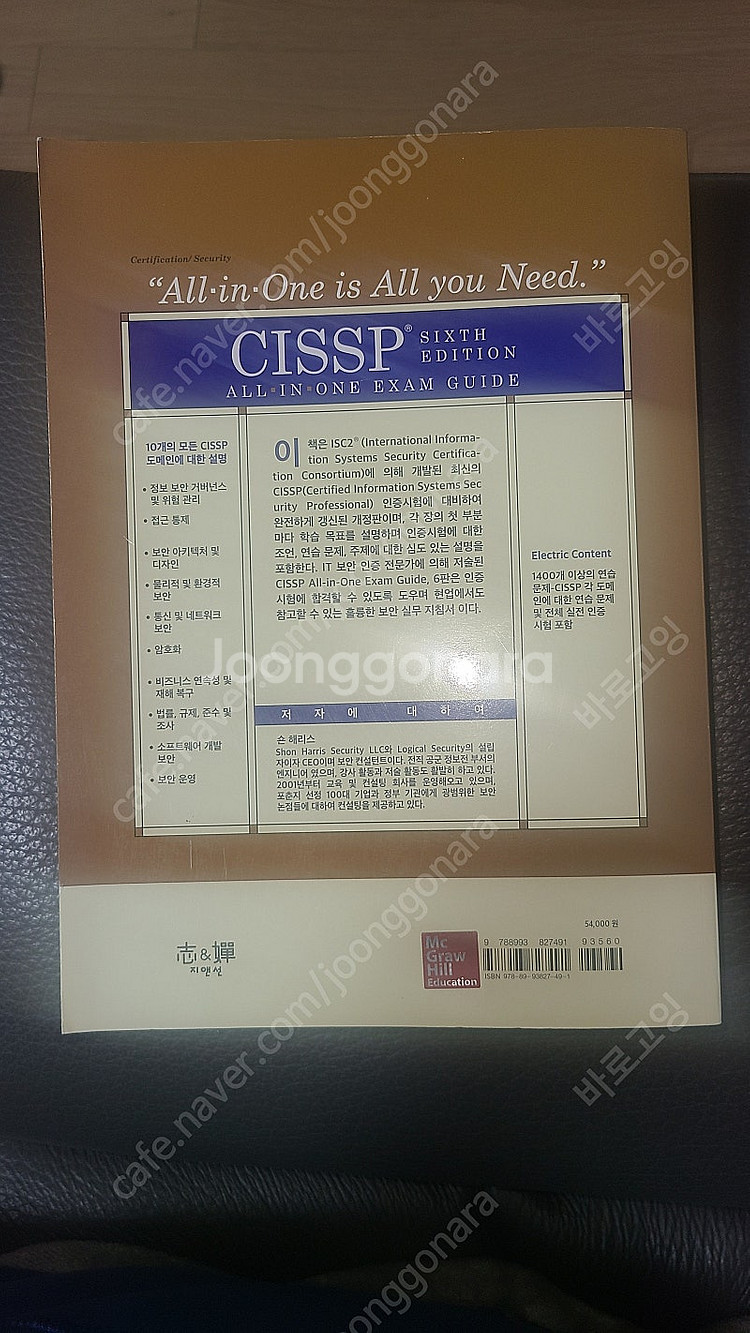 Certification/ Security
“All·in·One is All you Need.”
CISSP® SIXTH
EDITION
ALL·IN·ONE EXAM GUIDE
10개의 모든 CISSP
도메인에 대한 설명
• 정보 보안 거버넌스
및 위험 관리
• 접근 통제
• 보안 아키텍처 및
디자인
• 물리적 및 환경적
보안
• 통신 및 네트워크
보안
• 암호화
• 비즈니스 연속성 및
재해 복구
• 법률, 규제, 준수 및
조사
• 소프트웨어 개발
보안
• 보안 운영
이 책은 ISC2® (International Informa-
tion Systems Security Certifica-
tion Consortium)에 의해 개발된 최신의
CISSP(Certified Information Systems Sec
urity Professional) 인증시험에 대비하여
완전하게 갱신된 개정판이며, 각 장의 첫 부분
마다 학습 목표를 설명하며 인증시험에 대한
조언, 연습 문제, 주제에 대한 심도 있는 설명을
포함한다. IT 보안 인증 전문가에 의해 저술된
CISSP All-in-One Exam Guide, 6판은 인증
시험에 합격할 수 있도록 도우며 현업에서도
참고할 수 있는 훌륭한 보안 실무 지침서 이다.
저 자 에 대 하 여
숀 해리스
Shon Harris Security LLC와 Logical Security의 설립
자이자 CEO이며 보안 컨설턴트이다. 전직 공군 정보전 부서의
엔지니어 였으며, 강사 활동과 저술 활동도 활발히 하고 있다.
2001년부터 교육 및 컨설팅 회사를 운영해오고 있으며,
포춘지 선정 100대 기업과 정부 기관에게 광범위한 보안
논점들에 대하여 컨설팅을 제공하고 있다.
Electric Content
1400개 이상의 연습
문제-CISSP 각 도메
인에 대한 연습 문제
및 전체 실전 인증
시험 포함
54,000 원
志&嬋
지앤선
Mc
Graw
Hill
Education
9 788993 827491 93560
ISBN 978-89-93827-49-1
Joonggonara
cafe.naver.com/joonggonara
cafe.naver.com/joonggonara
cafe.naver.com/joonggonara
joonggonara
바로고잉
바로고잉
바로고잉